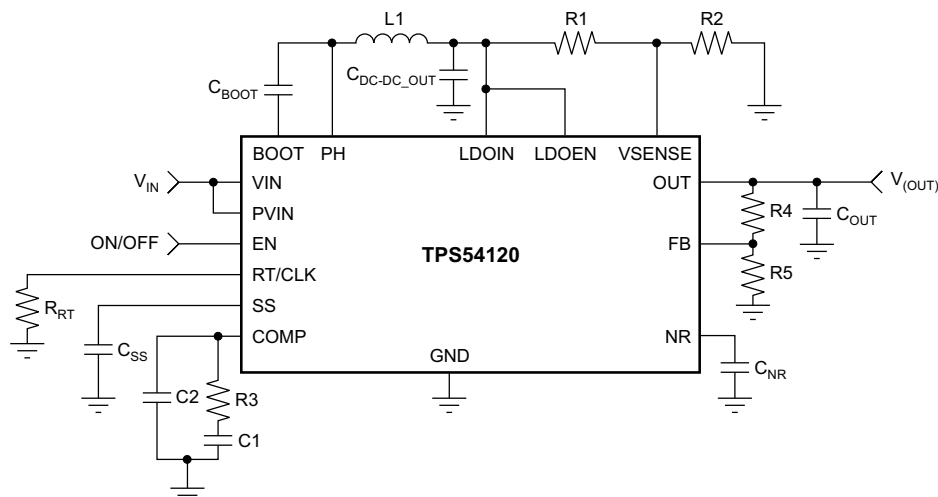 L1
R1
R2
C_BOOT
C_DC-DC_OUT
BOOT
PH
LDOIN
LDOEN
VSENSE
V_IN
VIN
OUT
V_(OUT)
PVIN
R4
C_OUT
ON/OFF
EN
TPS54120
FB
RT/CLK
R5
R_RT
SS
C_SS
COMP
NR
GND
C_NR
C2
R3
C1